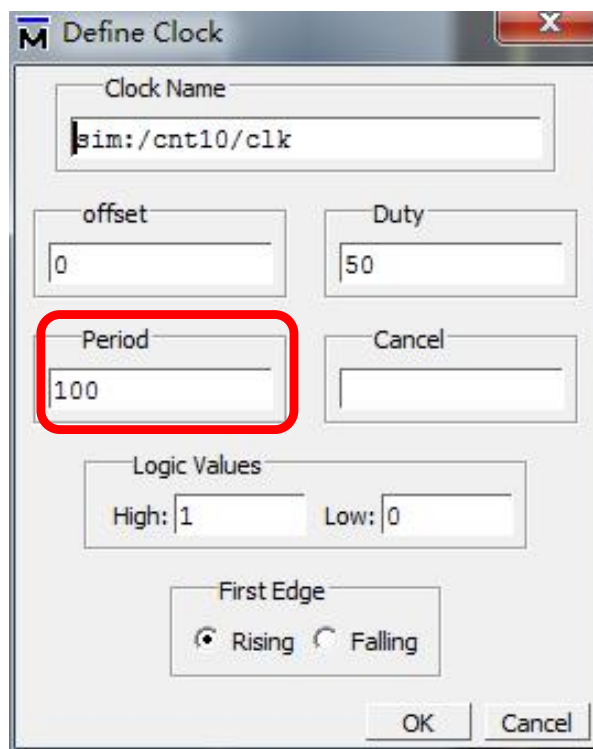 M Define Clock
Clock Name
sim:/cnt10/clk
offset
Duty
0
50
Period
Cancel
100
Logic Values
High: 1 Low: 0
First Edge
Rising Falling
OK Cancel